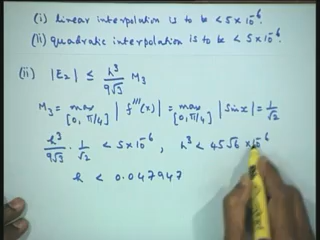 (i) linear interpolation is to be < 5×10⁻⁶.
(ii) quadratic interpolation is to be < 5×10⁻⁶.
(ii) |E₂| ≤ h³/9√3 M₃
M₃ = max [0, π/4] | f'''(x)| = max [0, π/4] |sinx| = 1/√2
h³/9√3 · 1/√2 < 5×10⁻⁶, h³ < 45√6 ×10⁻⁶
h < 0.047947